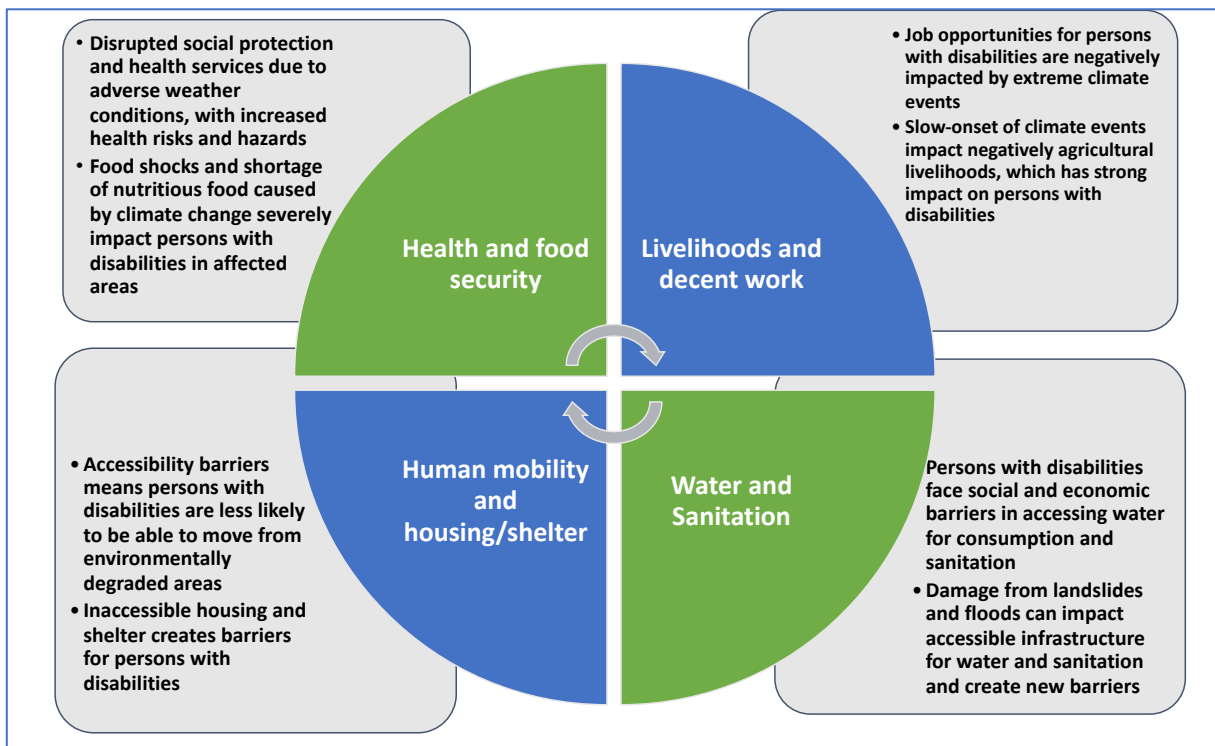 • Disrupted social protection
and health services due to
adverse weather
conditions, with increased
health risks and hazards
• Food shocks and shortage
of nutritious food caused
by climate change severely
impact persons with
disabilities in affected
areas
• Job opportunities for persons
with disabilities are negatively
impacted by extreme climate
events
• Slow-onset of climate events
impact negatively agricultural
livelihoods, which has strong
impact on persons with
disabilities
Health and food
security
Livelihoods and
decent work
Human mobility
and
housing/shelter
Water and
Sanitation
• Accessibility barriers
means persons with
disabilities are less likely
to be able to move from
environmentally
degraded areas
• Inaccessible housing and
shelter creates barriers
for persons with
disabilities
Persons with disabilities
face social and economic
barriers in accessing water
for consumption and
sanitation
• Damage from landslides
and floods can impact
accessible infrastructure
for water and sanitation
and create new barriers